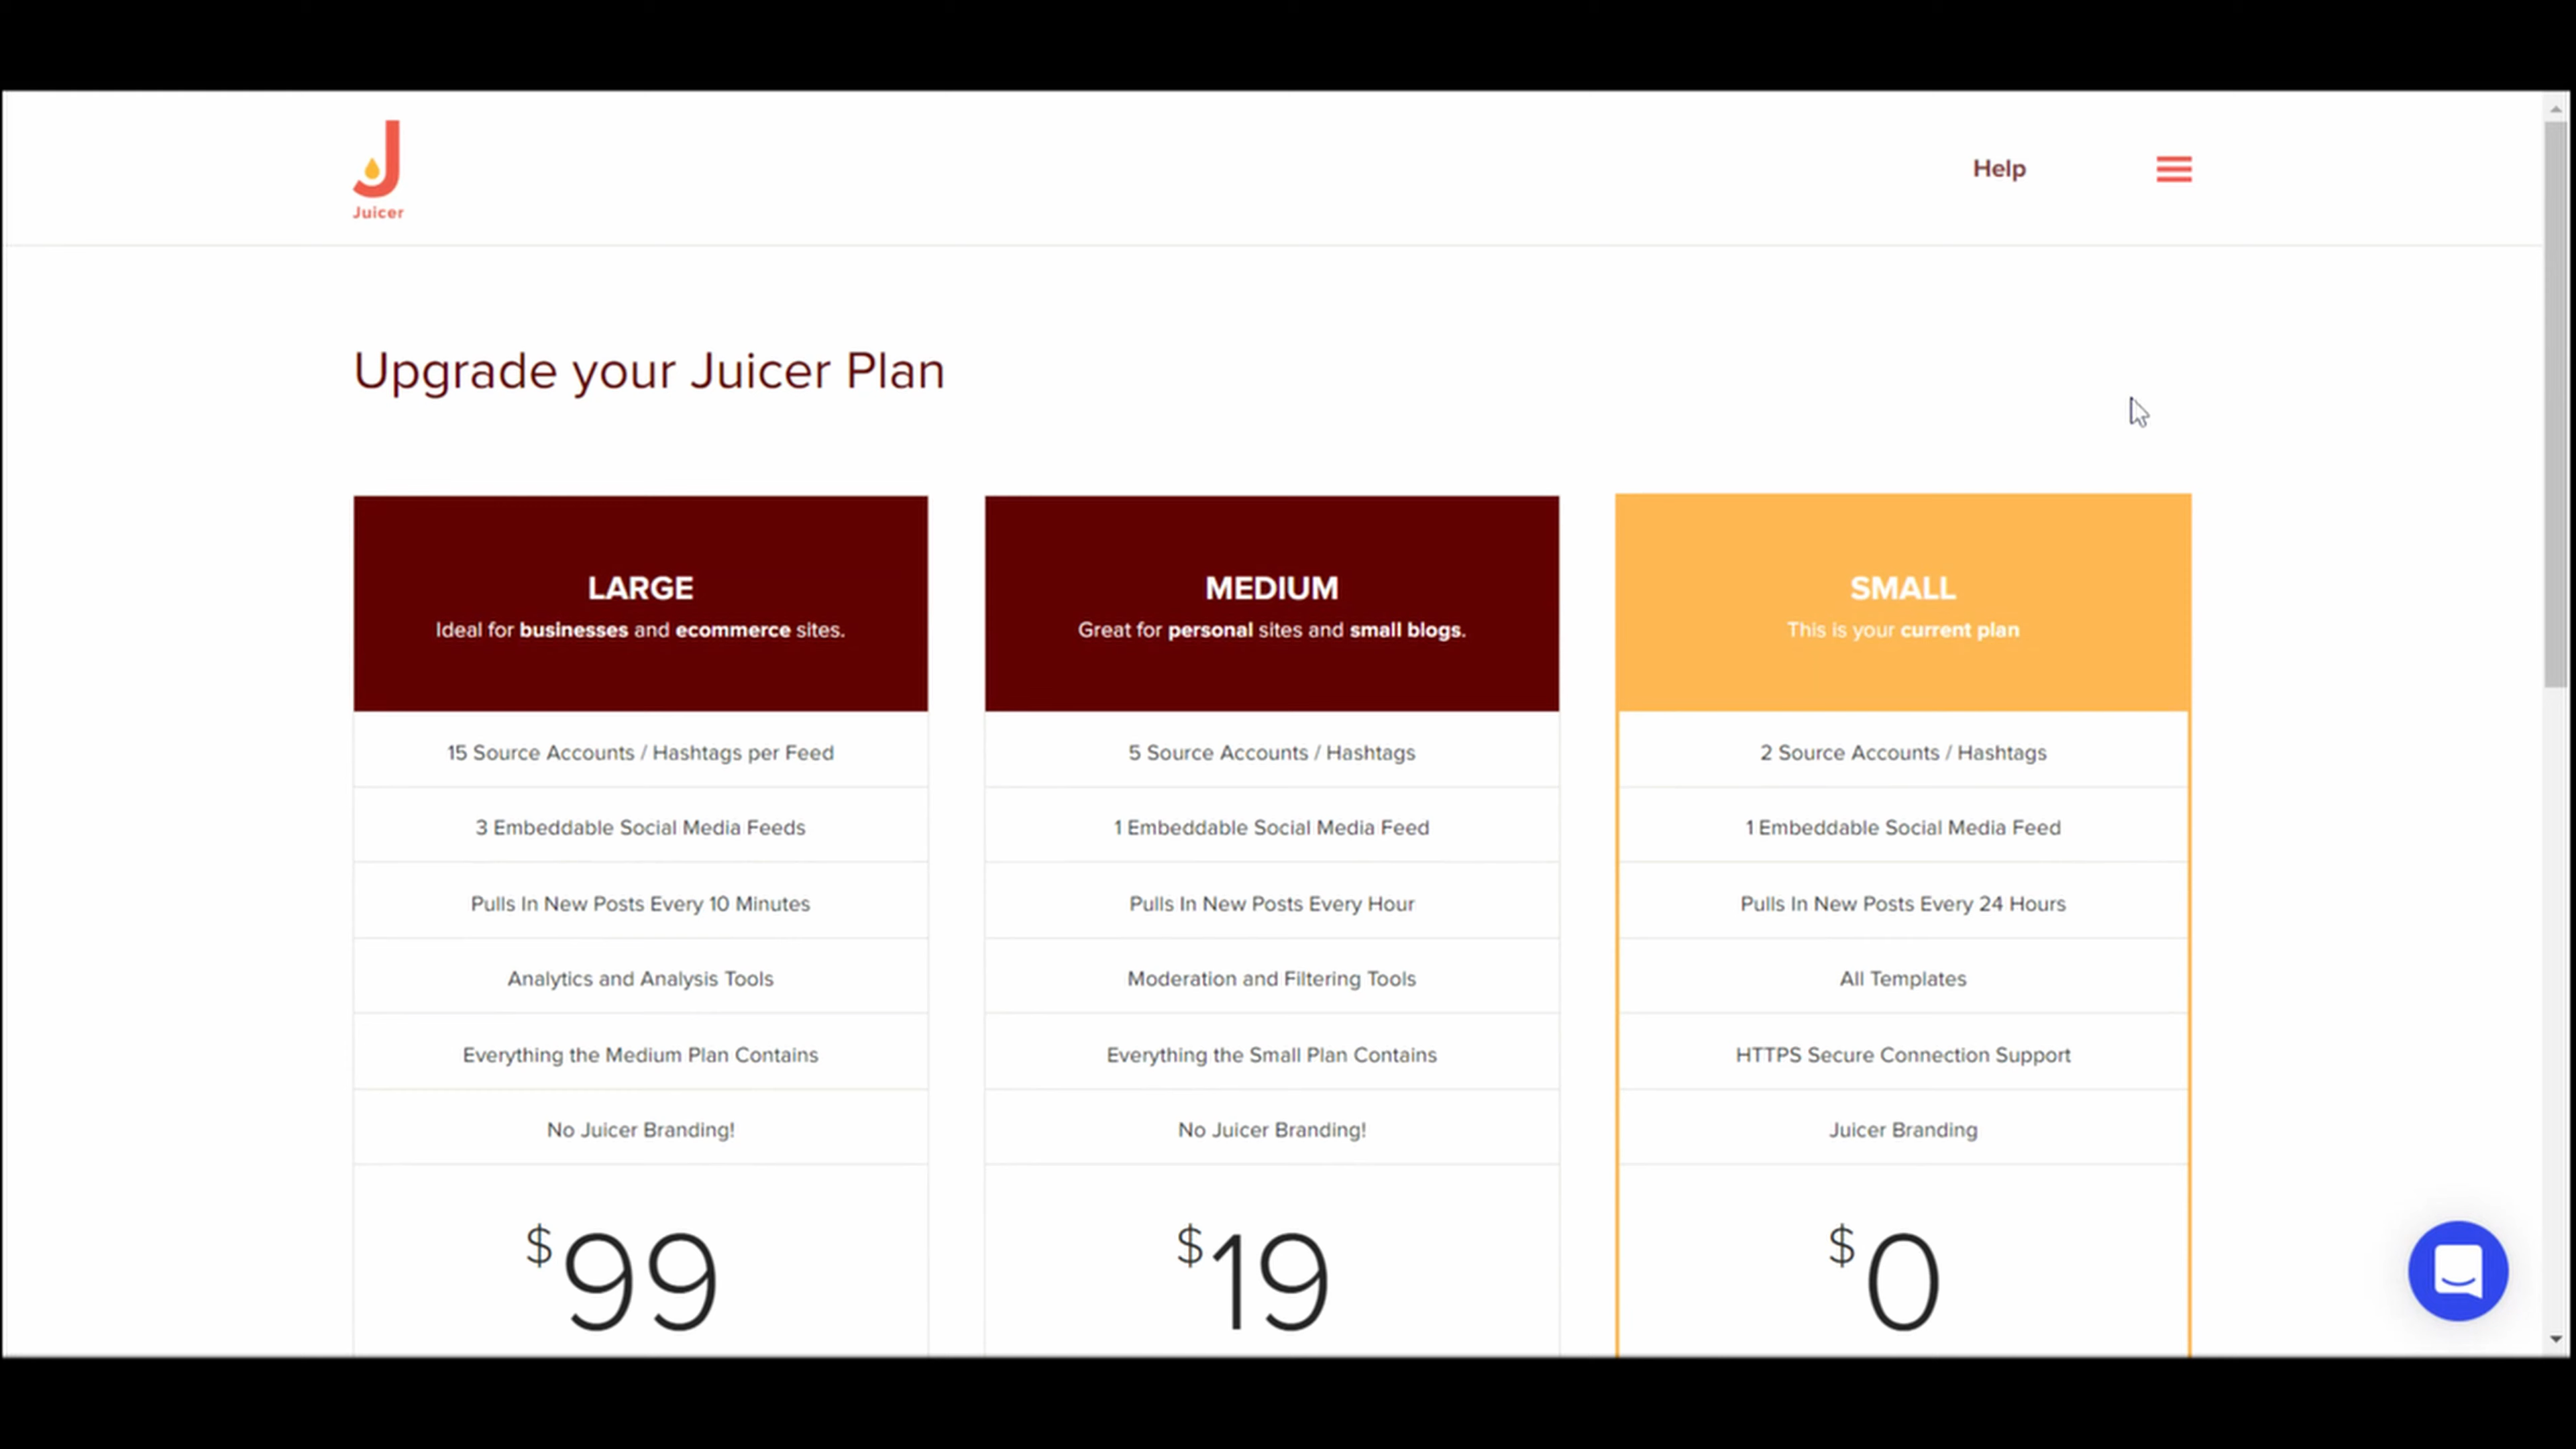 Juicer
Help
Upgrade your Juicer Plan
LARGE
Ideal for businesses and ecommerce sites.
15 Source Accounts / Hashtags per Feed
3 Embeddable Social Media Feeds
Pulls In New Posts Every 10 Minutes
Analytics and Analysis Tools
Everything the Medium Plan Contains
No Juicer Branding!
$99
MEDIUM
Great for personal sites and small blogs.
5 Source Accounts / Hashtags
1 Embeddable Social Media Feed
Pulls In New Posts Every Hour
Moderation and Filtering Tools
Everything the Small Plan Contains
No Juicer Branding!
$19
SMALL
This is your current plan
2 Source Accounts / Hashtags
1 Embeddable Social Media Feed
Pulls In New Posts Every 24 Hours
All Templates
HTTPS Secure Connection Support
Juicer Branding
$0